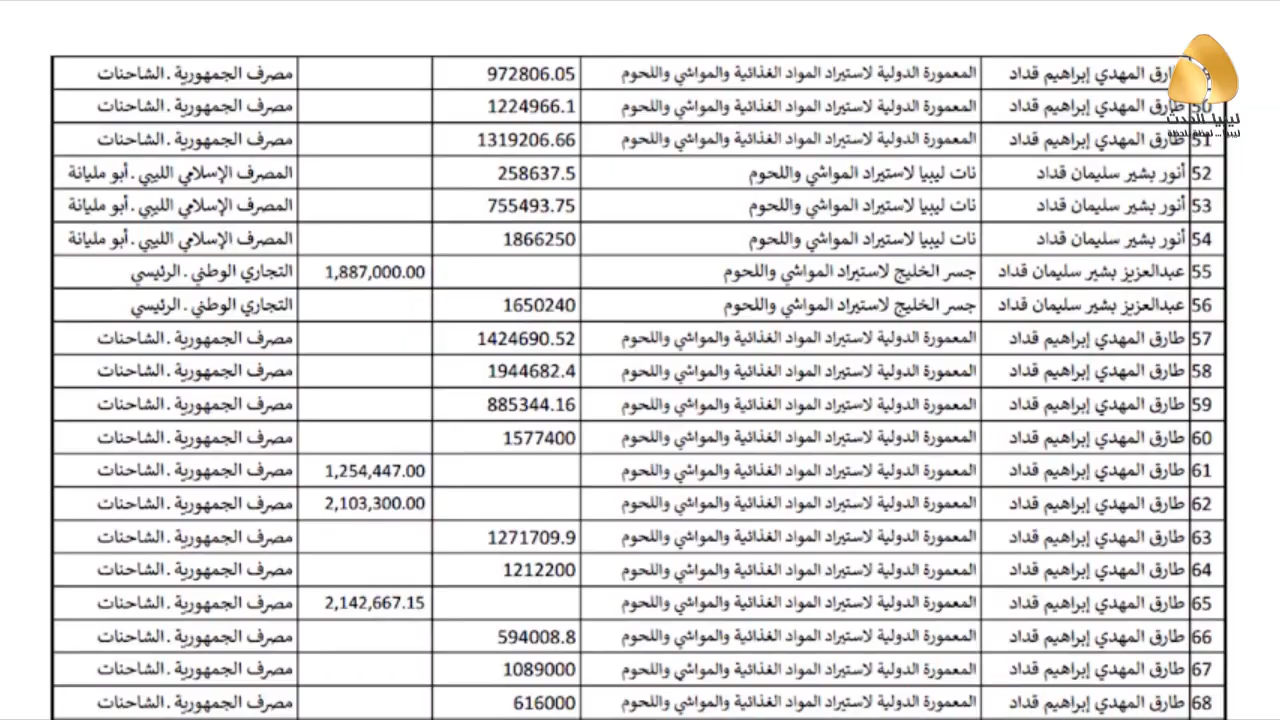 ليبيا الحدث
ليبيا ... لحظة بلحظة
طارق المهدي إبراهيم قداد المعمورة الدولية لاستيراد المواد الغذائية والمواشي واللحوم 972806.05 مصرف الجمهورية . الشاحنات
50 طارق المهدي إبراهيم قداد المعمورة الدولية لاستيراد المواد الغذائية والمواشي واللحوم 1224966.1 مصرف الجمهورية . الشاحنات
51 طارق المهدي إبراهيم قداد المعمورة الدولية لاستيراد المواد الغذائية والمواشي واللحوم 1319206.66 مصرف الجمهورية . الشاحنات
52 أنور بشير سليمان قداد نات ليبيا لاستيراد المواشي واللحوم 258637.5 المصرف الإسلامي الليبي . أبو مليانة
53 أنور بشير سليمان قداد نات ليبيا لاستيراد المواشي واللحوم 755493.75 المصرف الإسلامي الليبي . أبو مليانة
54 أنور بشير سليمان قداد نات ليبيا لاستيراد المواشي واللحوم 1866250 المصرف الإسلامي الليبي . أبو مليانة
55 عبدالعزيز بشير سليمان قداد جسر الخليج لاستيراد المواشي واللحوم 1,887,000.00 التجاري الوطني . الرئيسي
56 عبدالعزيز بشير سليمان قداد جسر الخليج لاستيراد المواشي واللحوم 1650240 التجاري الوطني . الرئيسي
57 طارق المهدي إبراهيم قداد المعمورة الدولية لاستيراد المواد الغذائية والمواشي واللحوم 1424690.52 مصرف الجمهورية . الشاحنات
58 طارق المهدي إبراهيم قداد المعمورة الدولية لاستيراد المواد الغذائية والمواشي واللحوم 1944682.4 مصرف الجمهورية . الشاحنات
59 طارق المهدي إبراهيم قداد المعمورة الدولية لاستيراد المواد الغذائية والمواشي واللحوم 885344.16 مصرف الجمهورية . الشاحنات
60 طارق المهدي إبراهيم قداد المعمورة الدولية لاستيراد المواد الغذائية والمواشي واللحوم 1577400 مصرف الجمهورية . الشاحنات
61 طارق المهدي إبراهيم قداد المعمورة الدولية لاستيراد المواد الغذائية والمواشي واللحوم 1,254,447.00 مصرف الجمهورية . الشاحنات
62 طارق المهدي إبراهيم قداد المعمورة الدولية لاستيراد المواد الغذائية والمواشي واللحوم 2,103,300.00 مصرف الجمهورية . الشاحنات
63 طارق المهدي إبراهيم قداد المعمورة الدولية لاستيراد المواد الغذائية والمواشي واللحوم 1271709.9 مصرف الجمهورية . الشاحنات
64 طارق المهدي إبراهيم قداد المعمورة الدولية لاستيراد المواد الغذائية والمواشي واللحوم 1212200 مصرف الجمهورية . الشاحنات
65 طارق المهدي إبراهيم قداد المعمورة الدولية لاستيراد المواد الغذائية والمواشي واللحوم 2,142,667.15 مصرف الجمهورية . الشاحنات
66 طارق المهدي إبراهيم قداد المعمورة الدولية لاستيراد المواد الغذائية والمواشي واللحوم 594008.8 مصرف الجمهورية . الشاحنات
67 طارق المهدي إبراهيم قداد المعمورة الدولية لاستيراد المواد الغذائية والمواشي واللحوم 1089000 مصرف الجمهورية . الشاحنات
68 طارق المهدي إبراهيم قداد المعمورة الدولية لاستيراد المواد الغذائية والمواشي واللحوم 616000 مصرف الجمهورية . الشاحنات